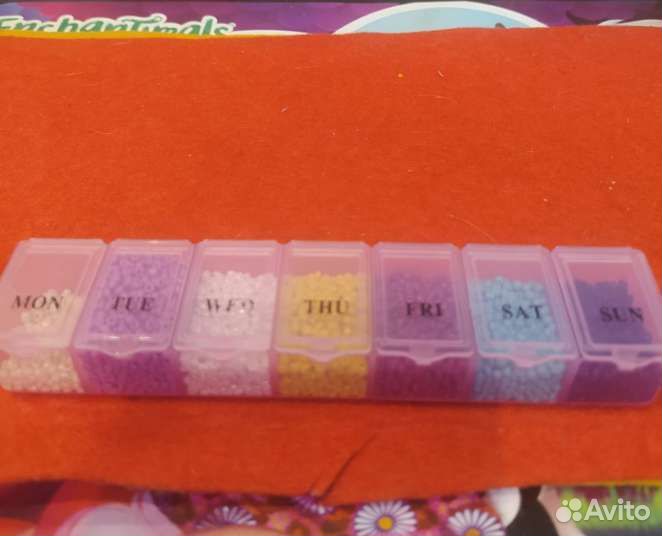 Enchantimals
MON TUE WED THU FRI SAT SUN
Avito